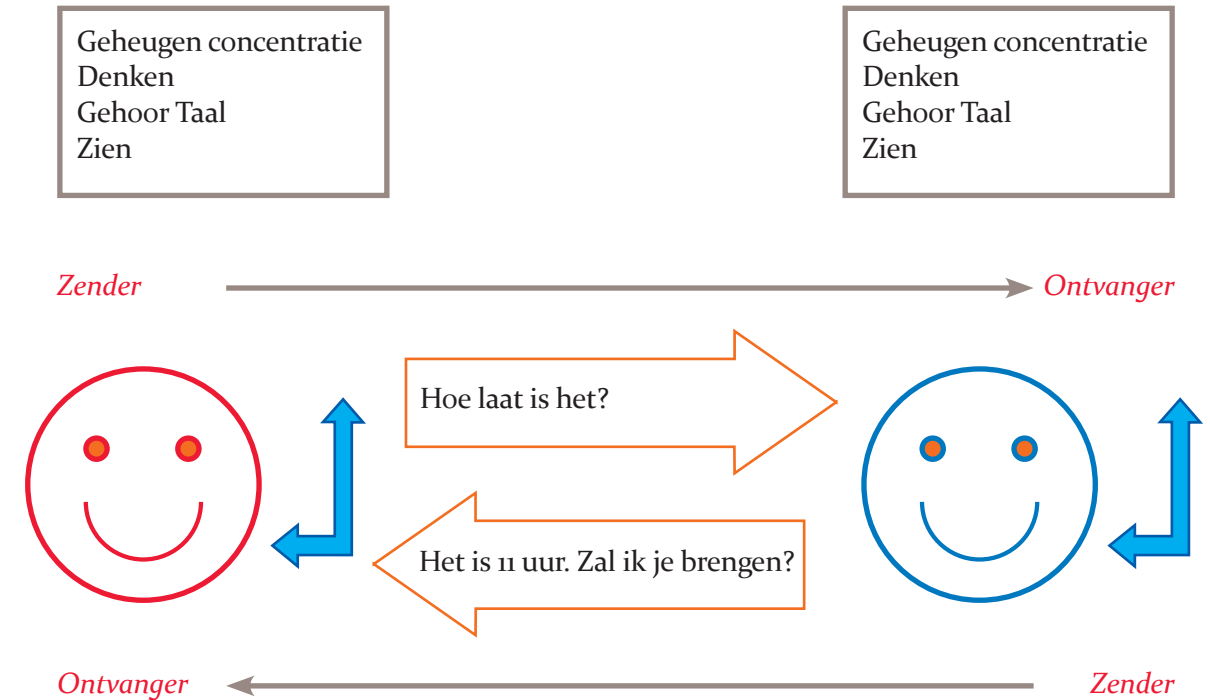 Geheugen concentratie
Denken
Gehoor Taal
Zien
Geheugen concentratie
Denken
Gehoor Taal
Zien
Zender
Ontvanger
Hoe laat is het?
Het is 11 uur. Zal ik je brengen?
Ontvanger
Zender